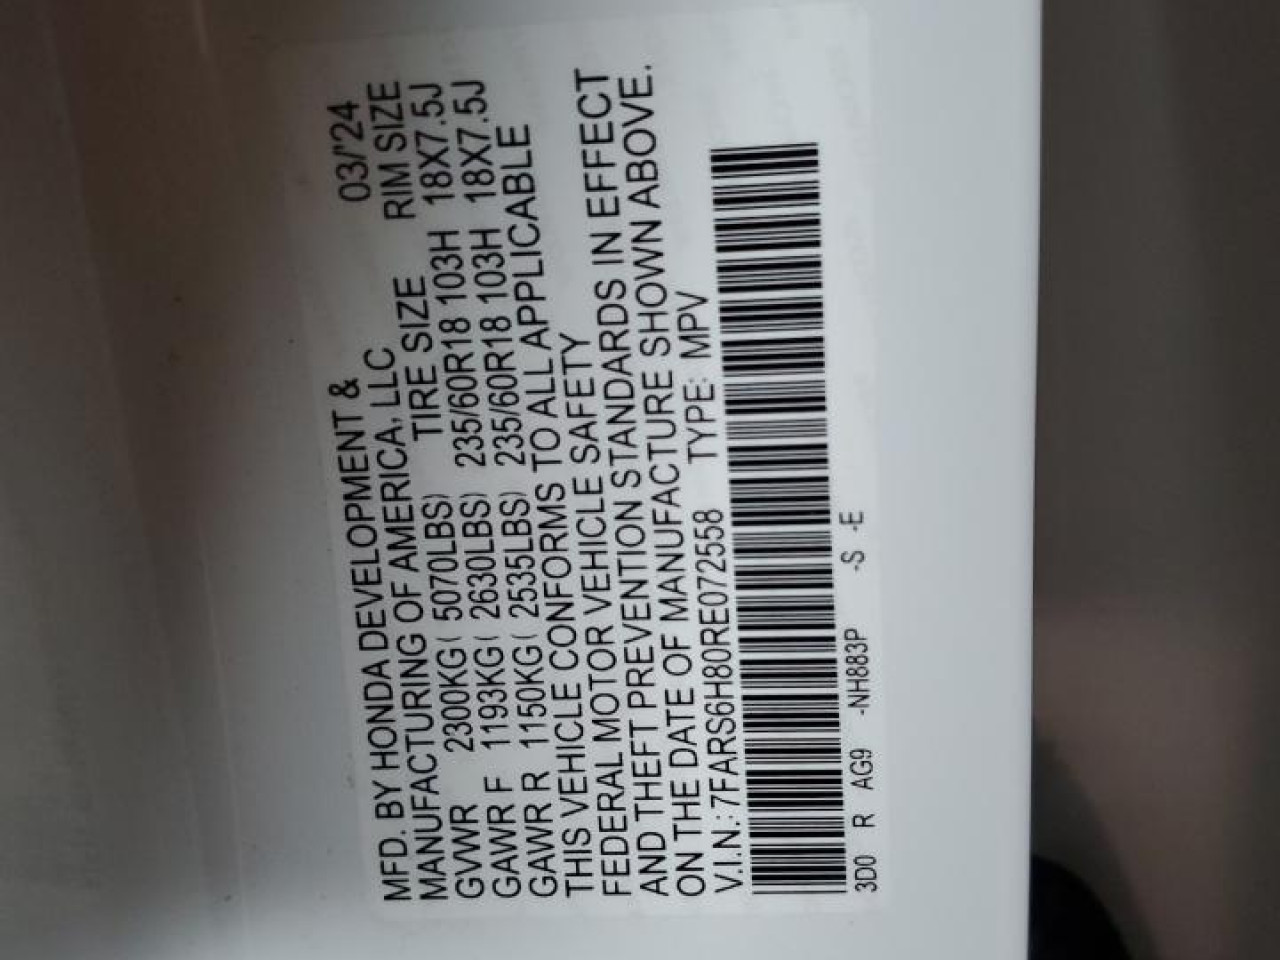 MFD. BY HONDA DEVELOPMENT & 03/'24
MANUFACTURING OF AMERICA, LLC RIM SIZE
TIRE SIZE
GVWR 2300KG( 5070LBS) 235/60R18 103H 18X7.5J
GAWR F 1193KG( 2630LBS) 235/60R18 103H 18X7.5J
GAWR R 1150KG( 2535LBS)
THIS VEHICLE CONFORMS TO ALL APPLICABLE
FEDERAL MOTOR VEHICLE SAFETY
AND THEFT PREVENTION STANDARDS IN EFFECT
ON THE DATE OF MANUFACTURE SHOWN ABOVE.
V.I.N.: 7FARS6H80RE072558 TYPE: MPV
3D0 R AG9 -NH883P -S -E